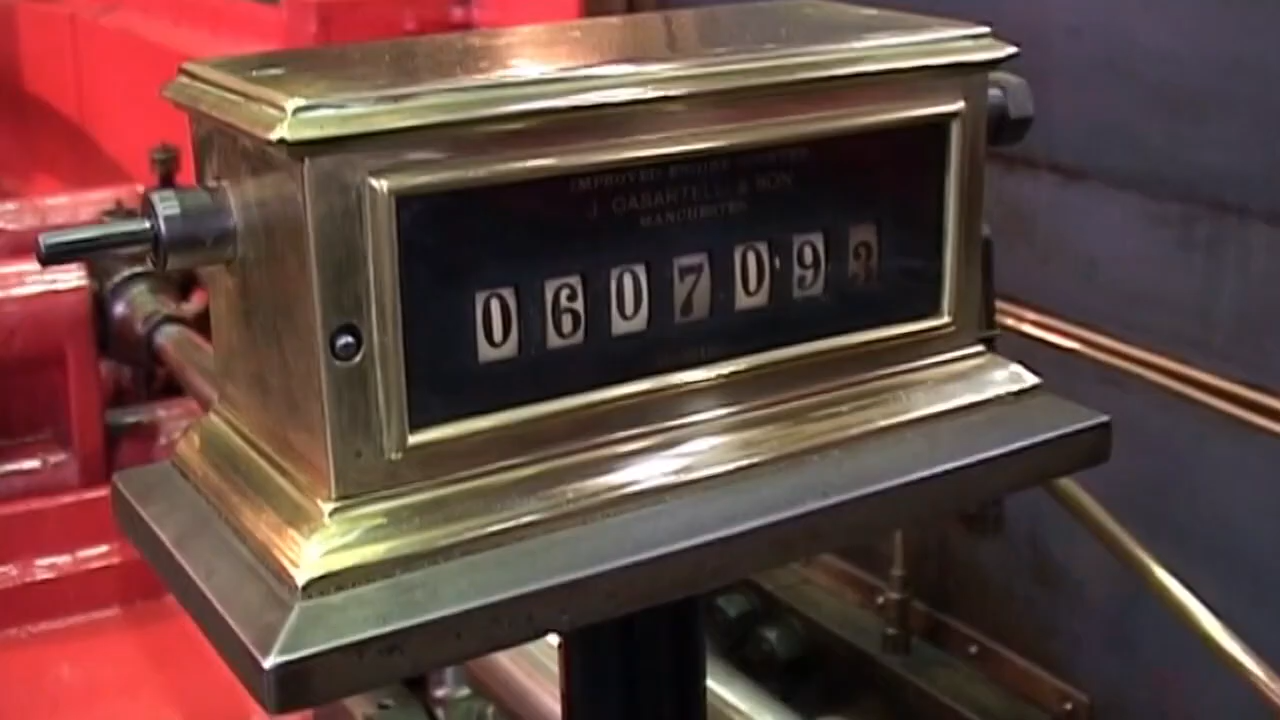 IMPROVED ENGINE COUNTER
J. CASARTELLI & SON
MANCHESTER
0607093